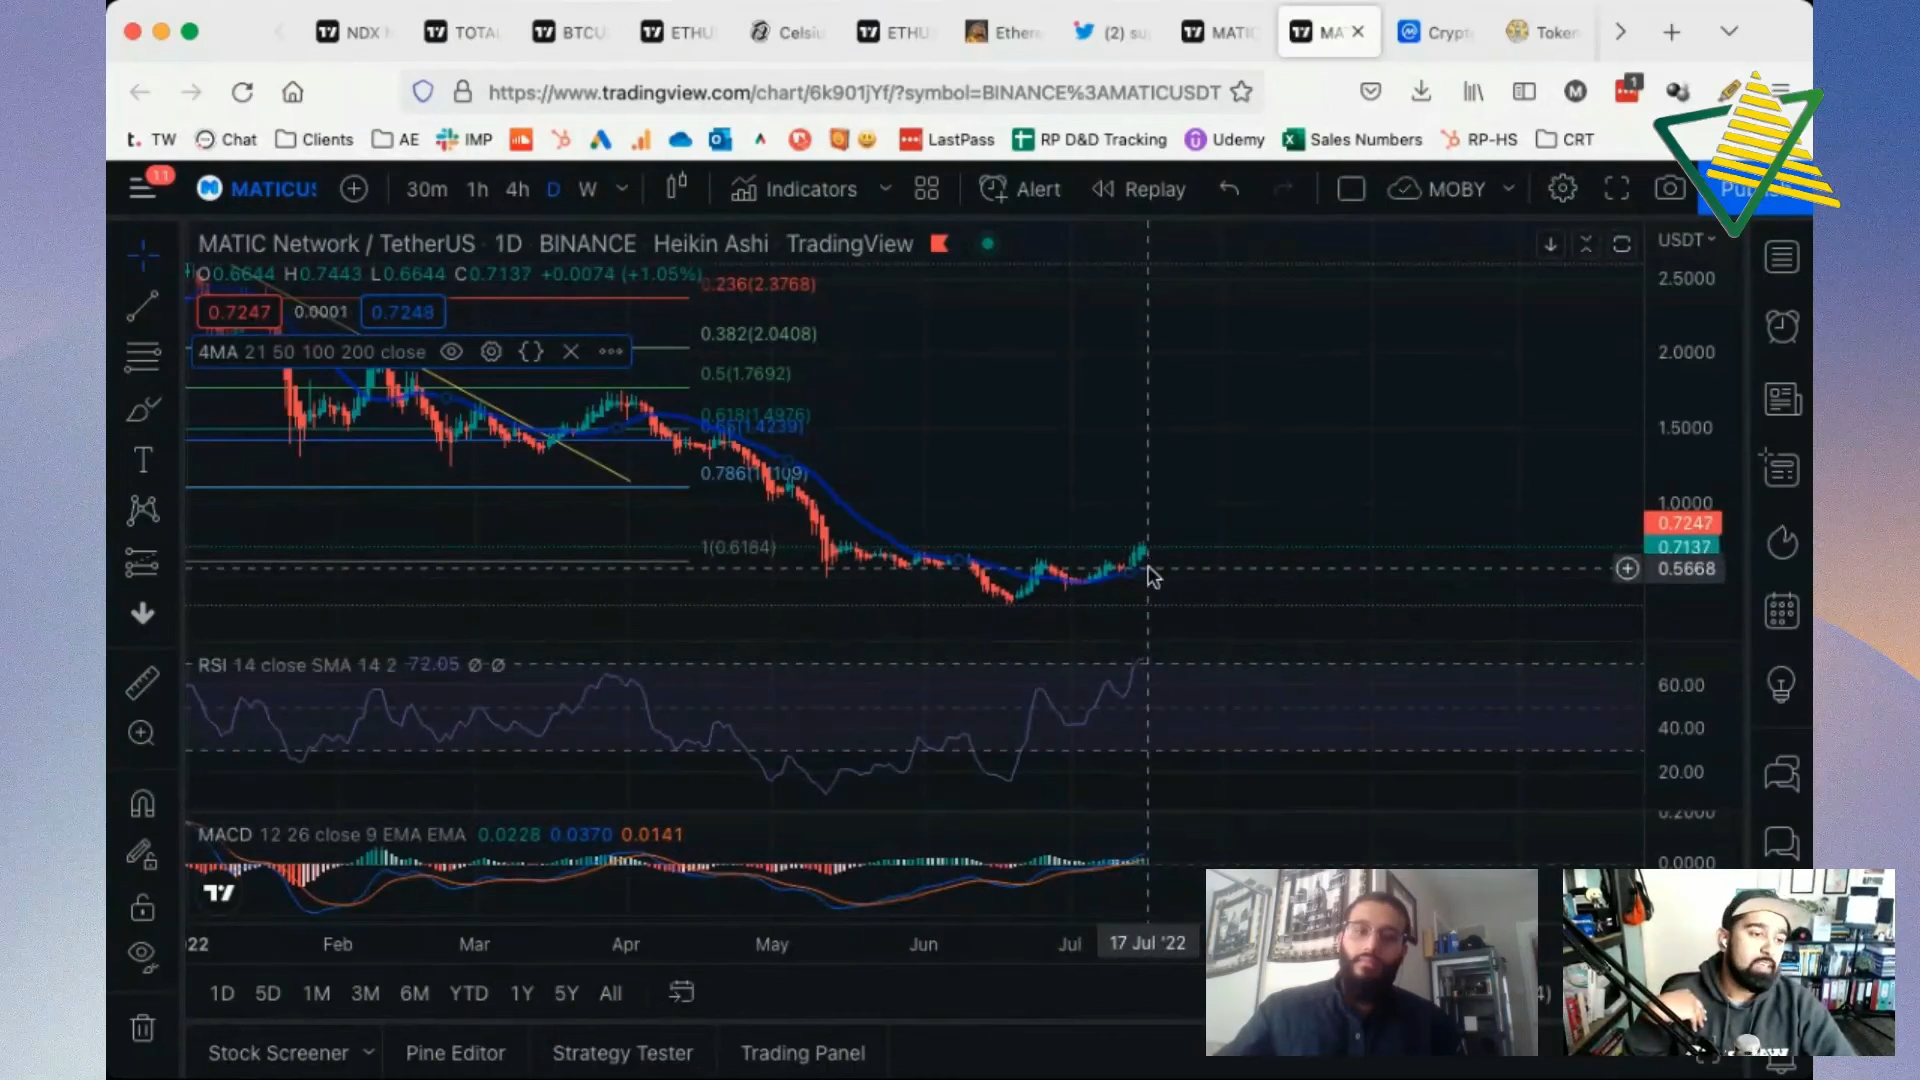 NDX
TOTA
BTCU
ETHU
Celsiu
ETHU
Ethere
(2) su
MATIC
MA
Crypt
Token
https://www.tradingview.com/chart/6k901jYf/?symbol=BINANCE%3AMATICUSDT
1
t. TW
Chat
Clients
AE
IMP
LastPass
RP D&D Tracking
Udemy
Sales Numbers
RP-HS
CRT
11
MATICUS
30m 1h 4h D W
Indicators
Alert
Replay
MOBY
MATIC Network / TetherUS · 1D BINANCE Heikin Ashi TradingView
USDT
O0.6644 H0.7443 L0.6644 C0.7137 +0.0074 (+1.05%)
0.236(2.3768)
2.5000
0.7247 0.0001 0.7248
0.382(2.0408)
4MA 21 50 100 200 close
2.0000
0.5(1.7692)
0.618(1.4976)
1.5000
1.0000
0.7247
1(0.6184)
0.7137
0.5668
RSI 14 close SMA 14 2 72.05 Ø Ø
60.00
40.00
20.00
0.2000
MACD 12 26 close 9 EMA EMA 0.0228 0.0370 0.0141
0.0000
22 Feb Mar Apr May Jun Jul 17 Jul '22
1D 5D 1M 3M 6M YTD 1Y 5Y All
Stock Screener Pine Editor Strategy Tester Trading Panel